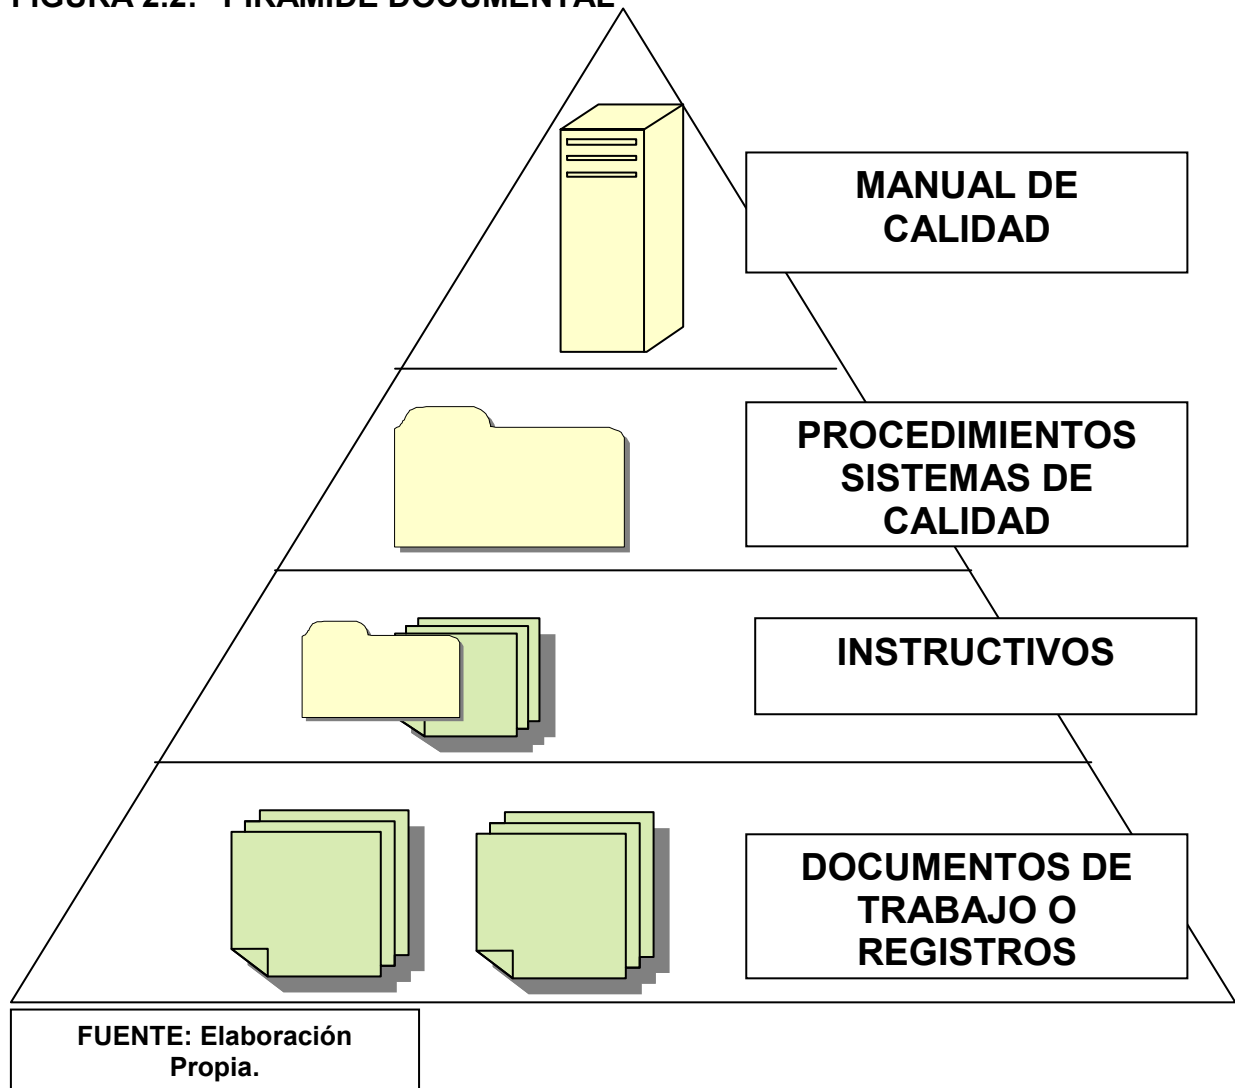 FIGURA 2.2. PIRAMIDE DOCUMENTAL
MANUAL DE
CALIDAD
PROCEDIMIENTOS
SISTEMAS DE
CALIDAD
INSTRUCTIVOS
DOCUMENTOS DE
TRABAJO O
REGISTROS
FUENTE: Elaboración
Propia.